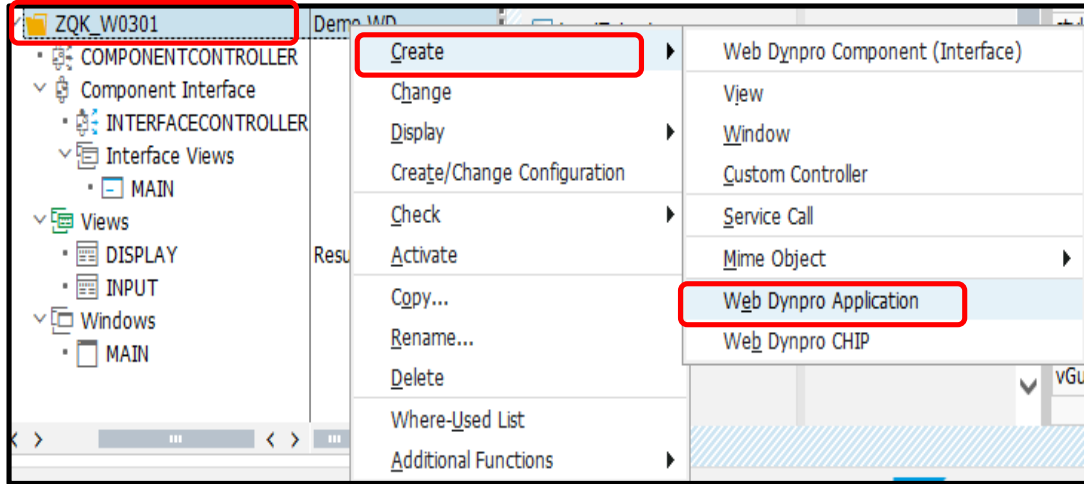 ZQK_W0301
Demo WD
COMPONENTCONTROLLER
Component Interface
INTERFACECONTROLLER
Interface Views
MAIN
Views
DISPLAY
INPUT
Windows
MAIN
Create
Change
Display
Create/Change Configuration
Check
Activate
Copy...
Rename...
Delete
Where-Used List
Additional Functions
Web Dynpro Component (Interface)
View
Window
Custom Controller
Service Call
Mime Object
Web Dynpro Application
Web Dynpro CHIP
Resu
vGu